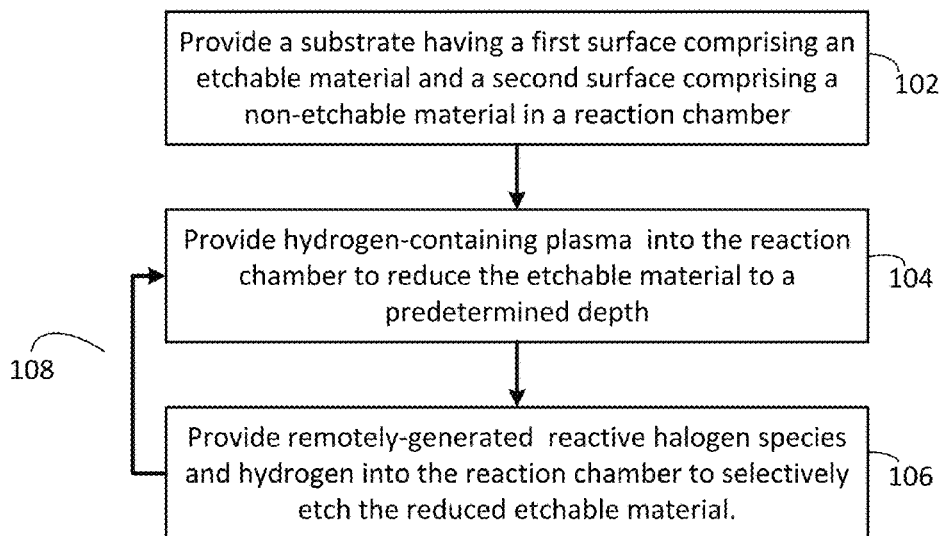 Provide a substrate having a first surface comprising an
etchable material and a second surface comprising a
non-etchable material in a reaction chamber
102
Provide hydrogen-containing plasma into the reaction
chamber to reduce the etchable material to a
predetermined depth
104
108
Provide remotely-generated reactive halogen species
and hydrogen into the reaction chamber to selectively
etch the reduced etchable material.
106